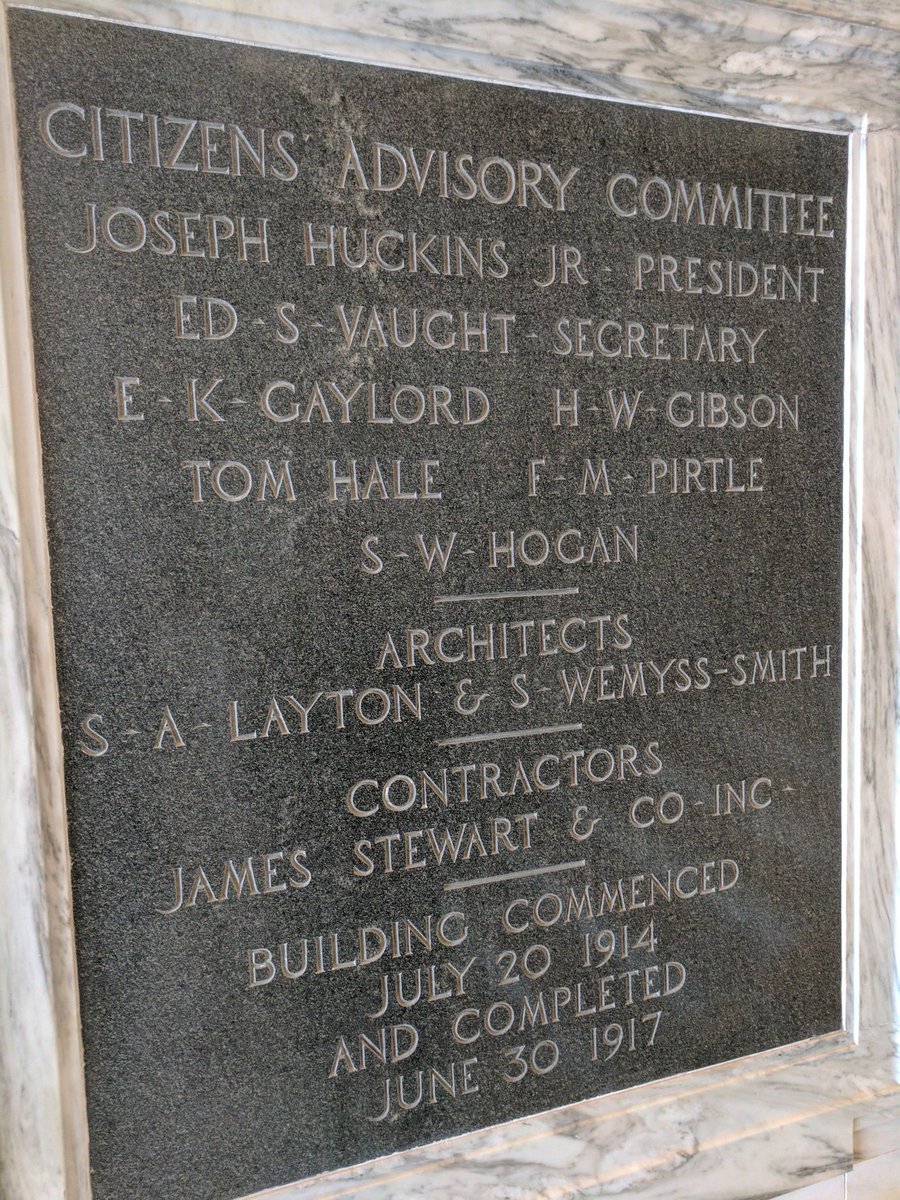 CITIZENS' ADVISORY COMMITTEE
JOSEPH HUCKINS JR - PRESIDENT
ED - S - VAUGHT - SECRETARY
E - K - GAYLORD H - W - GIBSON
TOM HALE F - M - PIRTLE
S - W - HOGAN
ARCHITECTS
S - A - LAYTON & S - WEMYSS-SMITH
CONTRACTORS
JAMES STEWART & CO - INC -
BUILDING COMMENCED
JULY 20 1914
AND COMPLETED
JUNE 30 1917